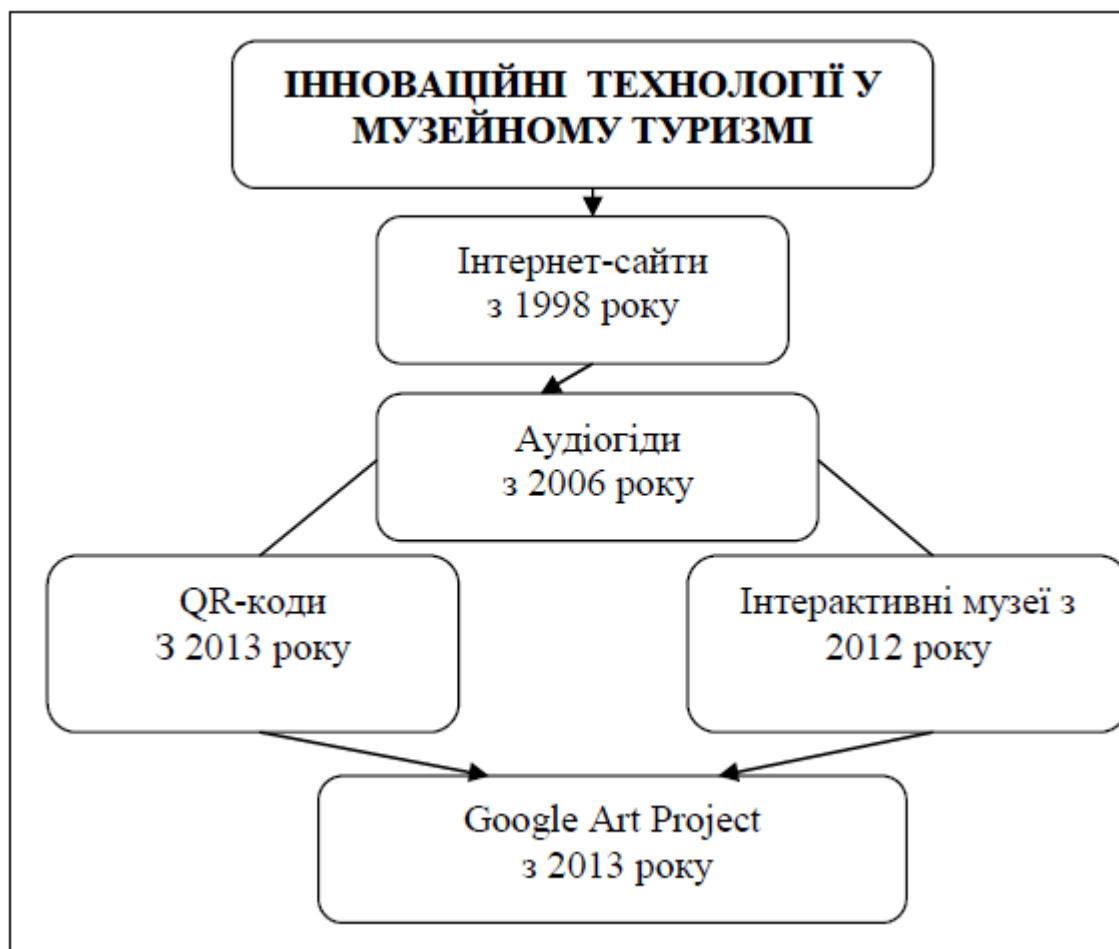 ІННОВАЦІЙНІ ТЕХНОЛОГІЇ У
МУЗЕЙНОМУ ТУРИЗМІ
Інтернет-сайти
з 1998 року
Аудіогіди
з 2006 року
QR-коди
З 2013 року
Інтерактивні музеї з
2012 року
Google Art Project
з 2013 року